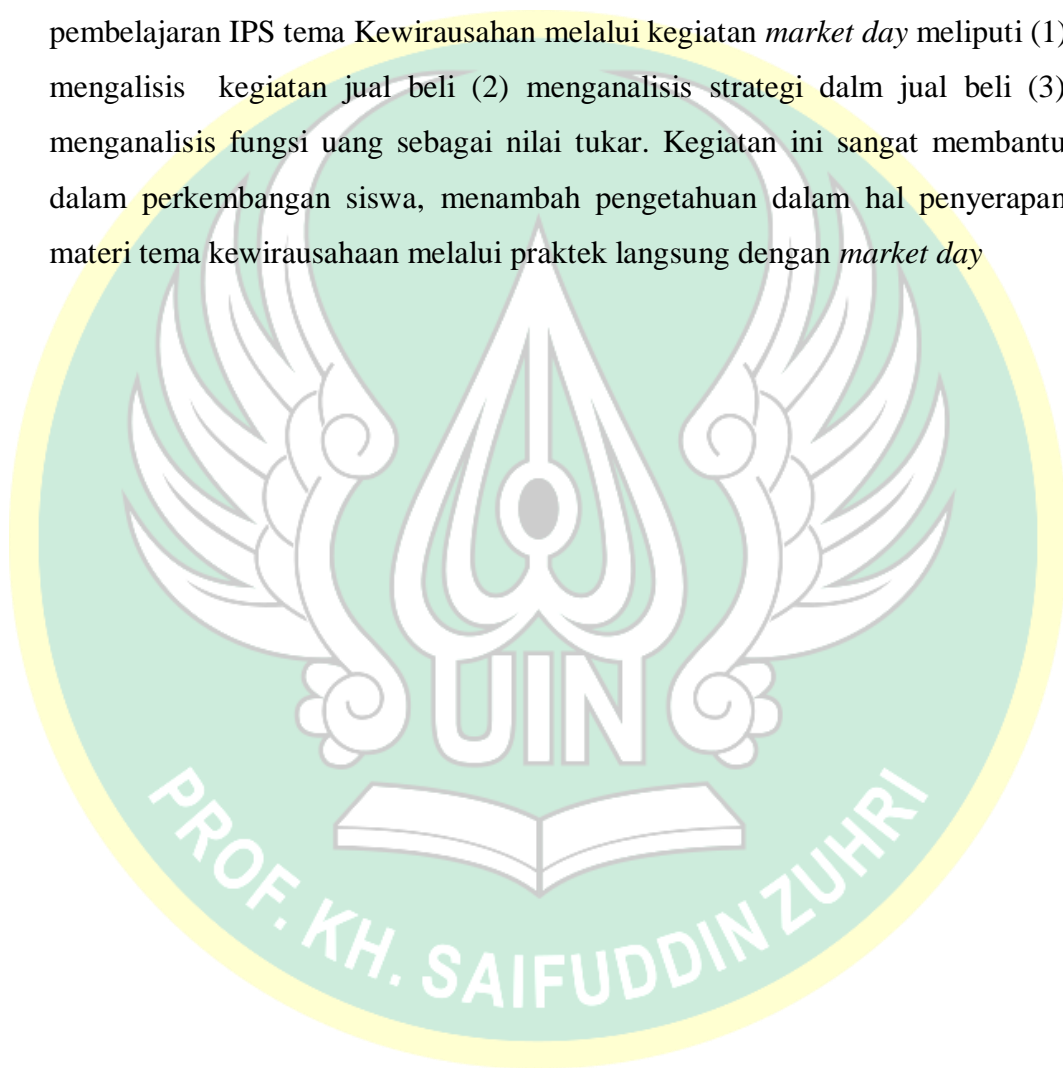 pembelajaran IPS tema Kewirausahan melalui kegiatan market day meliputi (1)
mengalisis kegiatan jual beli (2) menganalisis strategi dalm jual beli (3)
menganalisis fungsi uang sebagai nilai tukar. Kegiatan ini sangat membantu
dalam perkembangan siswa, menambah pengetahuan dalam hal penyerapan
materi tema kewirausahaan melalui praktek langsung dengan market day
UIN
PROF. KH. SAIFUDDIN ZUHRI